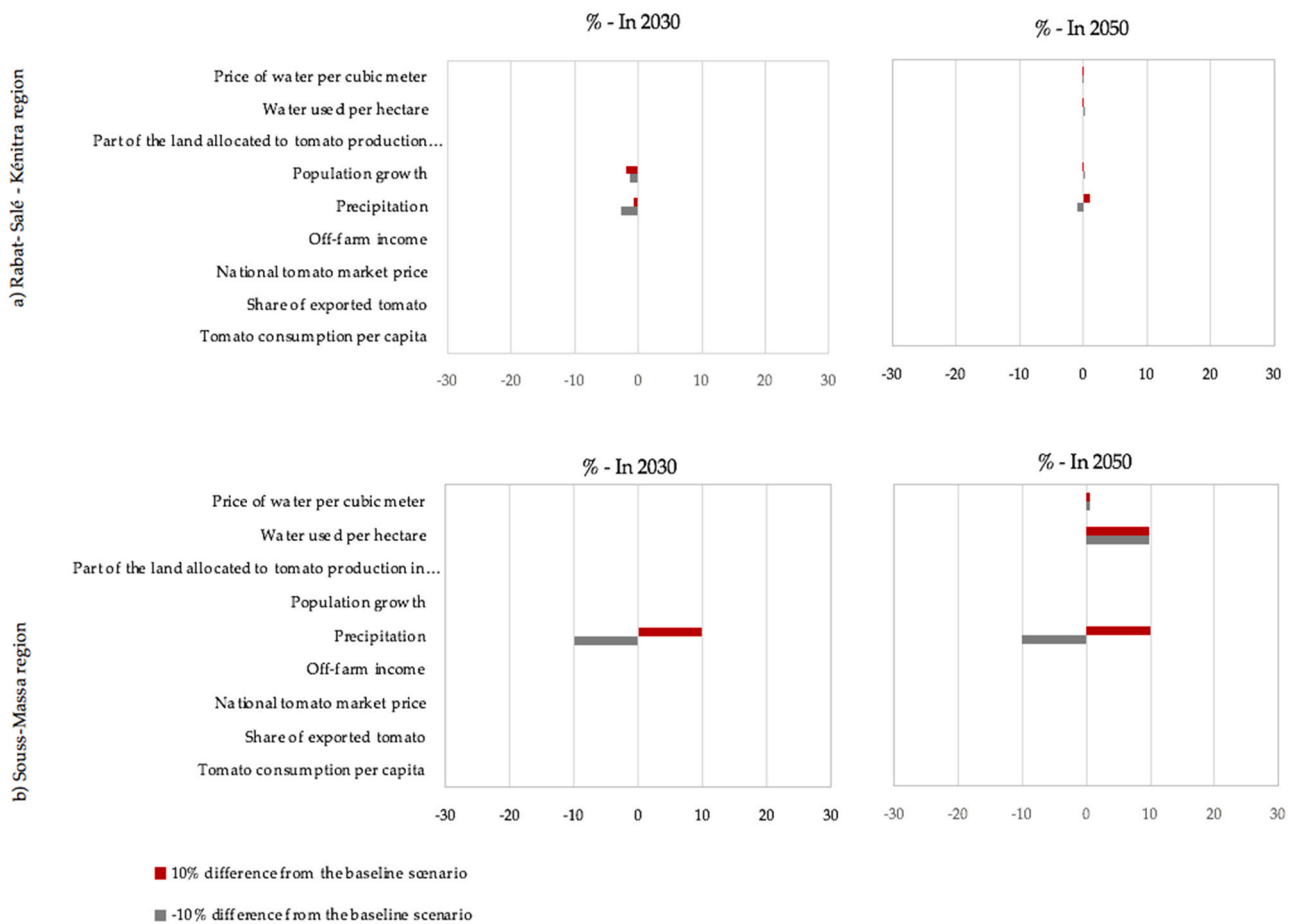 % - In 2030
% - In 2050
a) Rabat- Salé - Kénitra region
Price of water per cubic meter
Water used per hectare
Part of the land allocated to tomato production...
Population growth
Precipitation
Off-farm income
National tomato market price
Share of exported tomato
Tomato consumption per capita
-30 -20 -10 0 10 20 30
-30 -20 -10 0 10 20 30
% - In 2030
% - In 2050
b) Souss-Massa region
Price of water per cubic meter
Water used per hectare
Part of the land allocated to tomato production in...
Population growth
Precipitation
Off-farm income
National tomato market price
Share of exported tomato
Tomato consumption per capita
-30 -20 -10 0 10 20 30
-30 -20 -10 0 10 20 30
10% difference from the baseline scenario
-10% difference from the baseline scenario